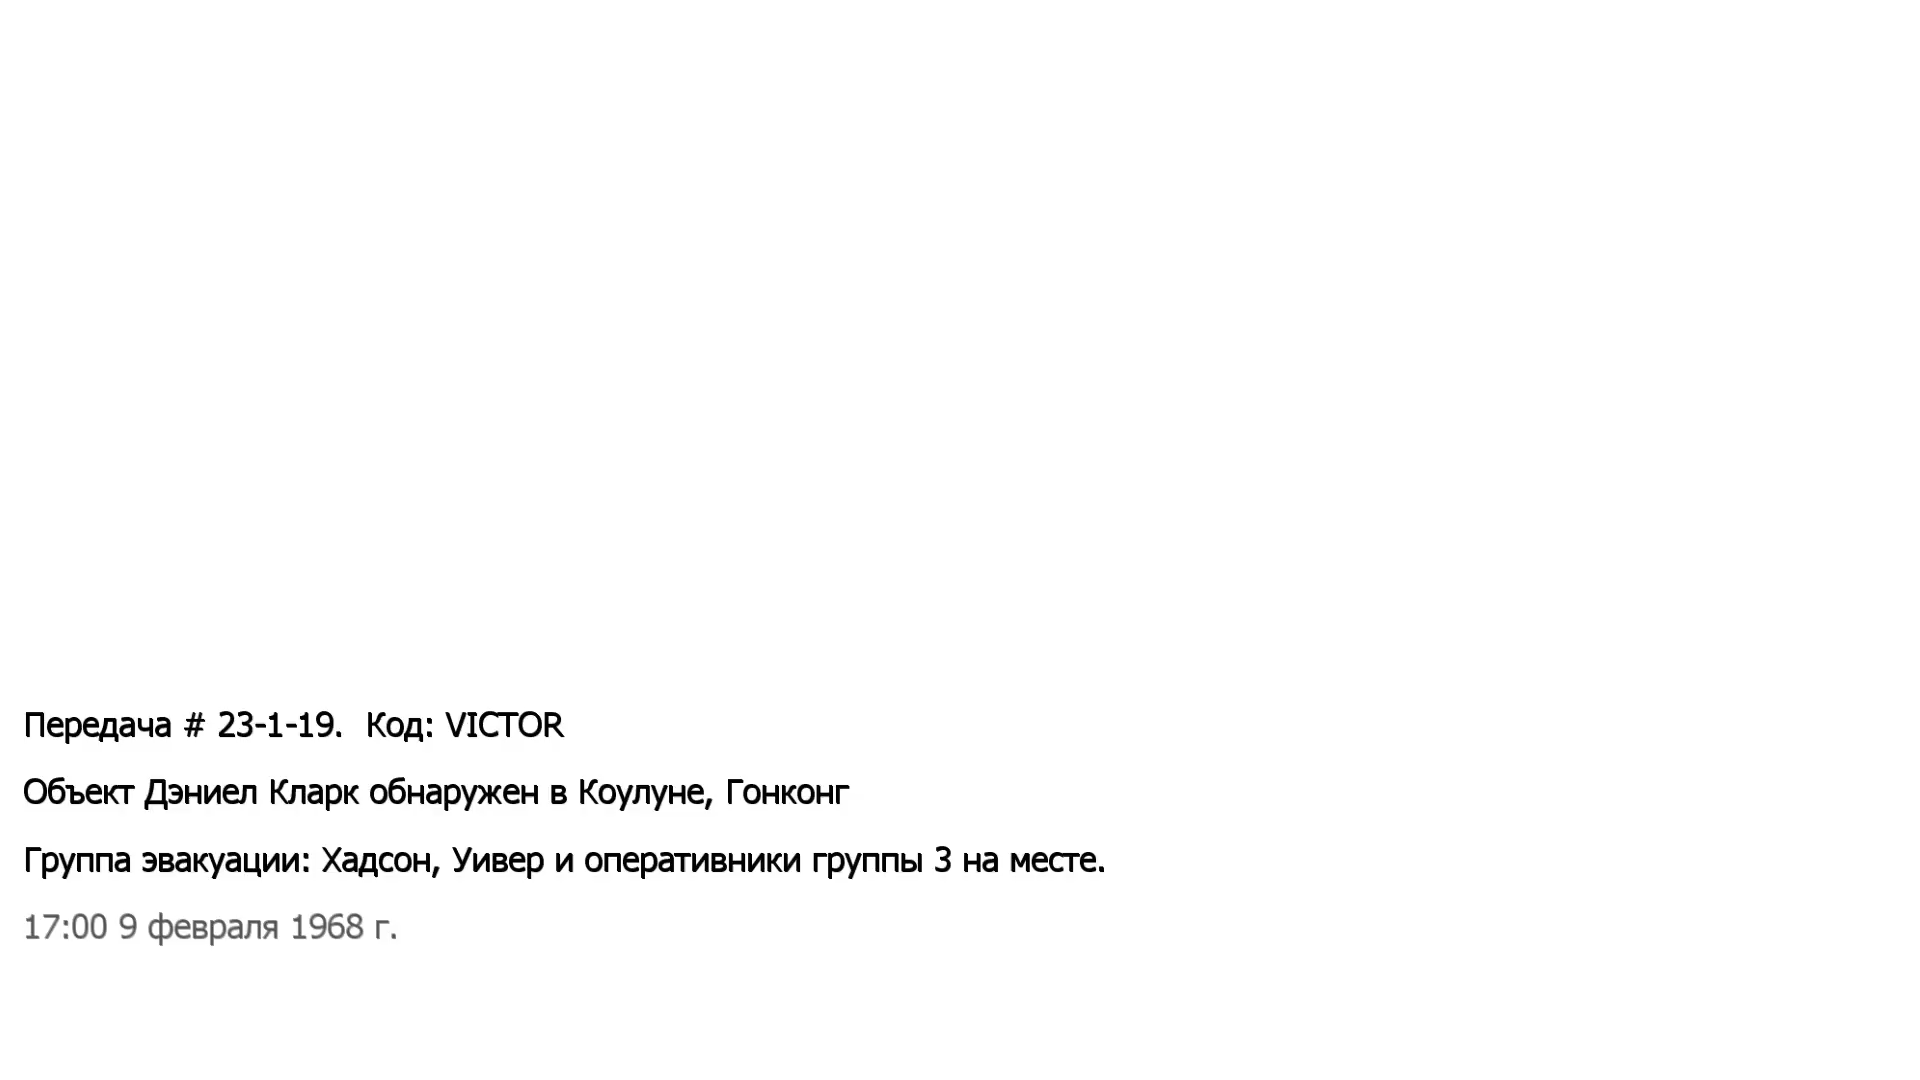 Передача # 23-1-19.  Код: VICTOR
Объект Дэниел Кларк обнаружен в Коулуне, Гонконг
Группа эвакуации: Хадсон, Уивер и оперативники группы 3 на месте.
17:00 9 февраля 1968 г.